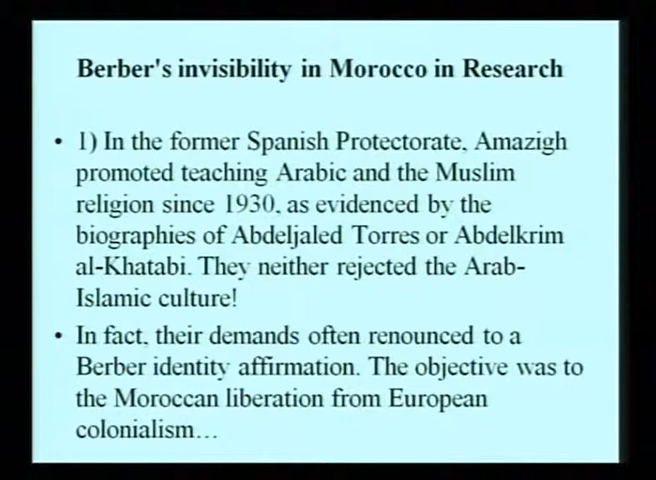 Berber's invisibility in Morocco in Research
• 1) In the former Spanish Protectorate, Amazigh
promoted teaching Arabic and the Muslim
religion since 1930, as evidenced by the
biographies of Abdeljaled Torres or Abdelkrim
al-Khatabi. They neither rejected the Arab-
Islamic culture!
• In fact, their demands often renounced to a
Berber identity affirmation. The objective was to
the Moroccan liberation from European
colonialism…